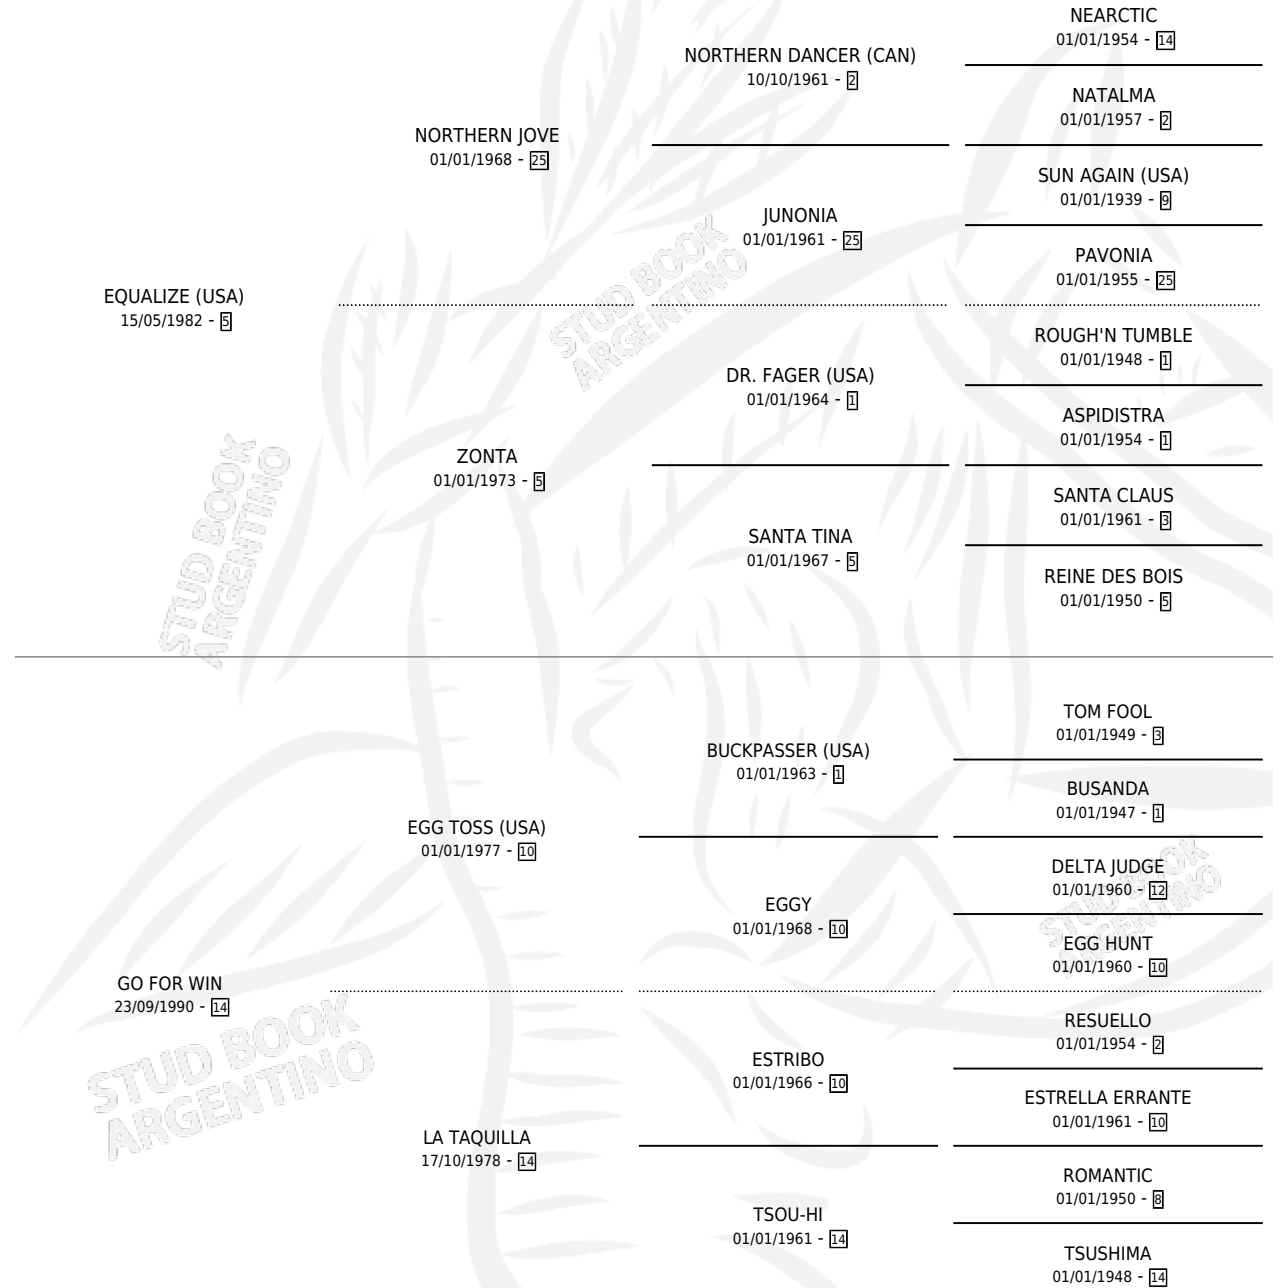 NEARCTIC
01/01/1954 - 14
NORTHERN DANCER (CAN)
10/10/1961 - 2
NATALMA
01/01/1957 - 2
NORTHERN JOVE
01/01/1968 - 25
SUN AGAIN (USA)
01/01/1939 - 9
JUNONIA
01/01/1961 - 25
PAVONIA
01/01/1955 - 25
EQUALIZE (USA)
15/05/1982 - 5
STUD BOOK
ARGENTINO
ROUGH'N TUMBLE
01/01/1948 - 1
DR. FAGER (USA)
01/01/1964 - 1
ASPIDISTRA
01/01/1954 - 1
ZONTA
01/01/1973 - 5
SANTA CLAUS
01/01/1961 - 3
SANTA TINA
01/01/1967 - 5
REINE DES BOIS
01/01/1950 - 5
STUD BOOK
ARGENTINO
TOM FOOL
01/01/1949 - 3
BUCKPASSER (USA)
01/01/1963 - 1
BUSANDA
01/01/1947 - 1
EGG TOSS (USA)
01/01/1977 - 10
DELTA JUDGE
01/01/1960 - 12
EGGY
01/01/1968 - 10
STUD BOOK
ARGENTINO
EGG HUNT
01/01/1960 - 10
GO FOR WIN
23/09/1990 - 14
RESUELLO
01/01/1954 - 2
ESTRIBO
01/01/1966 - 10
STUD BOOK
ARGENTINO
ESTRELLA ERRANTE
01/01/1961 - 10
LA TAQUILLA
17/10/1978 - 14
ROMANTIC
01/01/1950 - 8
TSOU-HI
01/01/1961 - 14
TSUSHIMA
01/01/1948 - 14